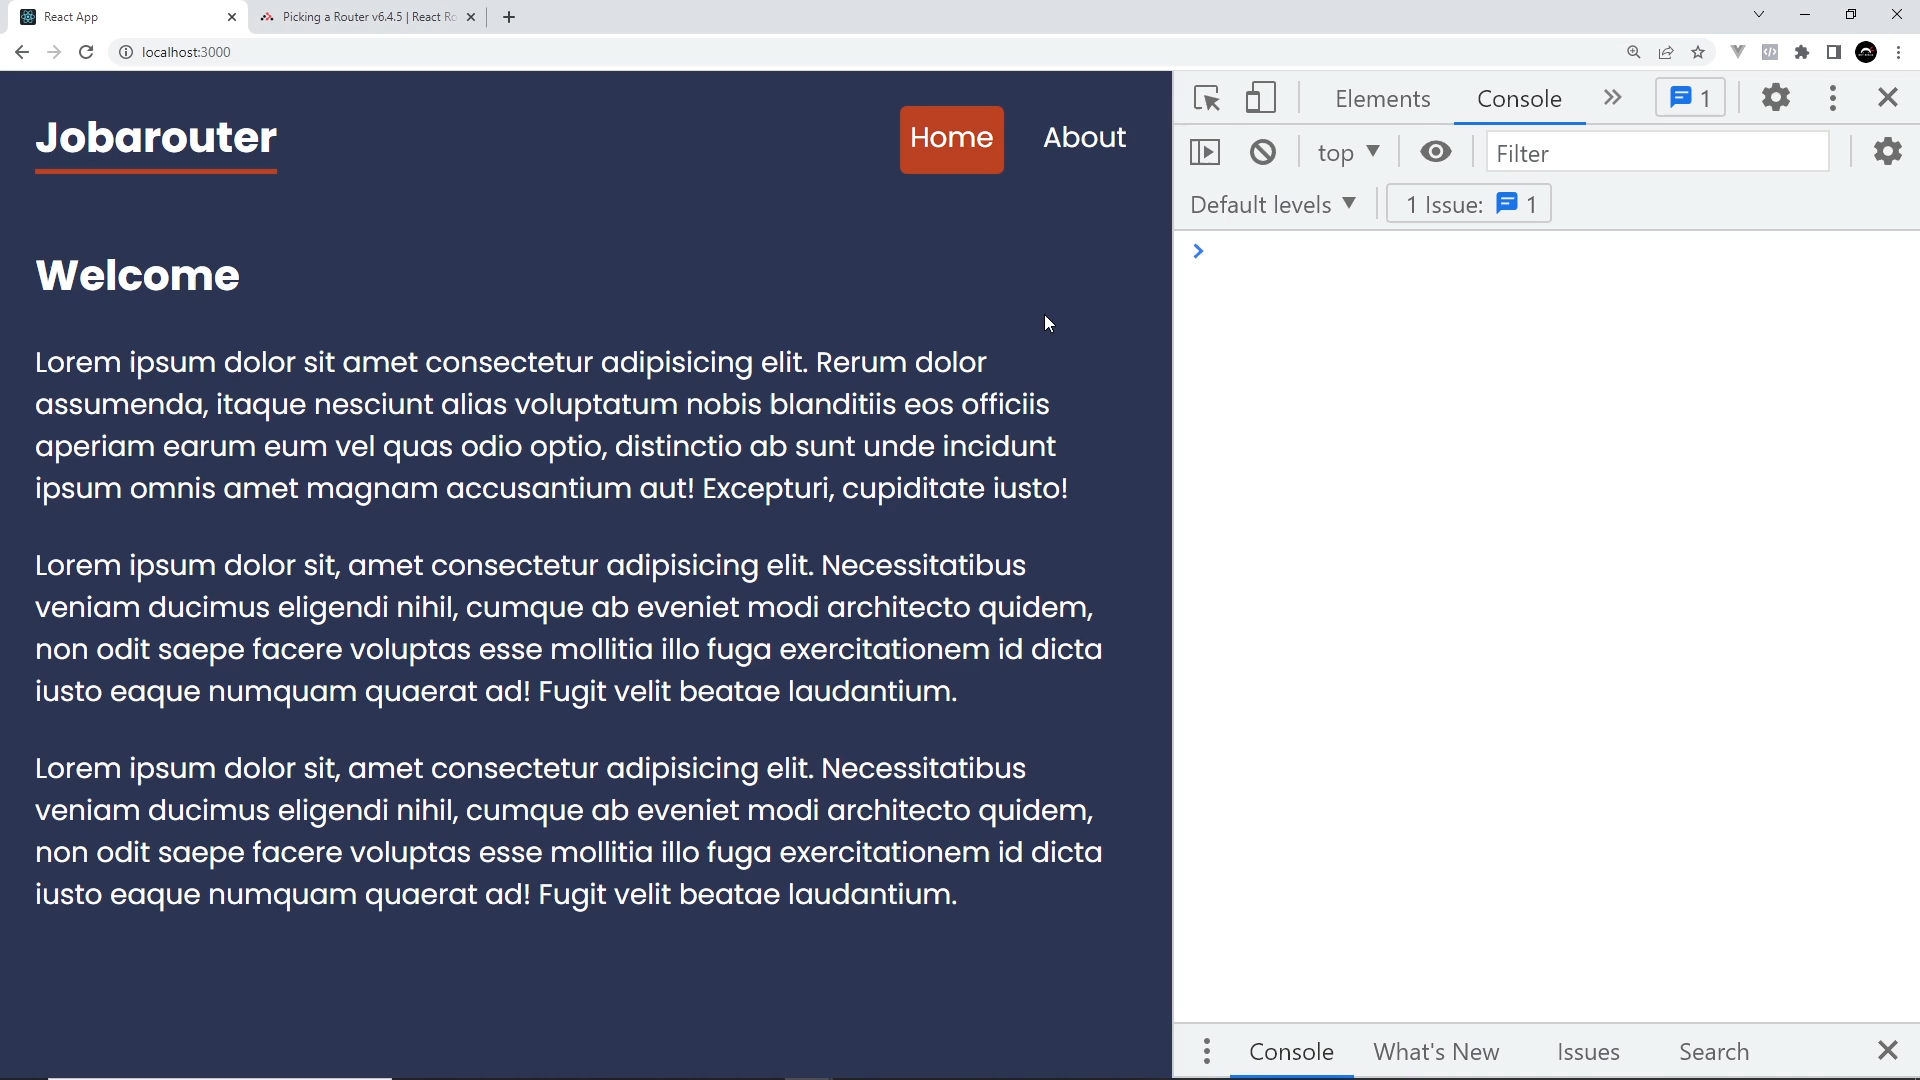 React App
Picking a Router v6.4.5 | React Ro
localhost:3000
Jobarouter
Home
About
Welcome
Lorem ipsum dolor sit amet consectetur adipisicing elit. Rerum dolor
assumenda, itaque nesciunt alias voluptatum nobis blanditiis eos officiis
aperiam earum eum vel quas odio optio, distinctio ab sunt unde incidunt
ipsum omnis amet magnam accusantium aut! Excepturi, cupiditate iusto!
Lorem ipsum dolor sit, amet consectetur adipisicing elit. Necessitatibus
veniam ducimus eligendi nihil, cumque ab eveniet modi architecto quidem,
non odit saepe facere voluptas esse mollitia illo fuga exercitationem id dicta
iusto eaque numquam quaerat ad! Fugit velit beatae laudantium.
Lorem ipsum dolor sit, amet consectetur adipisicing elit. Necessitatibus
veniam ducimus eligendi nihil, cumque ab eveniet modi architecto quidem,
non odit saepe facere voluptas esse mollitia illo fuga exercitationem id dicta
iusto eaque numquam quaerat ad! Fugit velit beatae laudantium.
Elements
Console
1
top
Filter
Default levels
1 Issue: 1
Console
What's New
Issues
Search